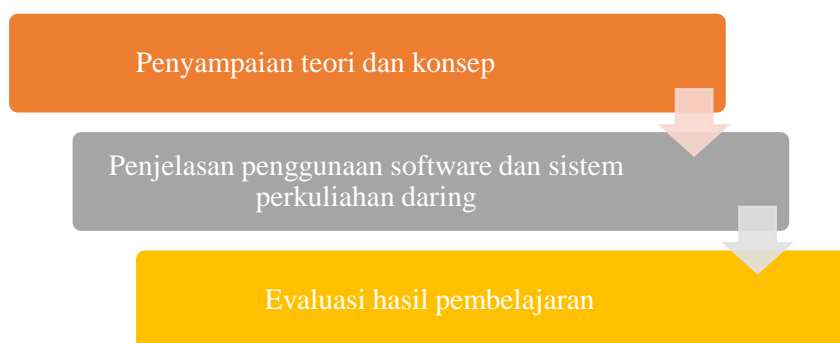 Penyampaian teori dan konsep
Penjelasan penggunaan software dan sistem
perkuliahan daring
Evaluasi hasil pembelajaran